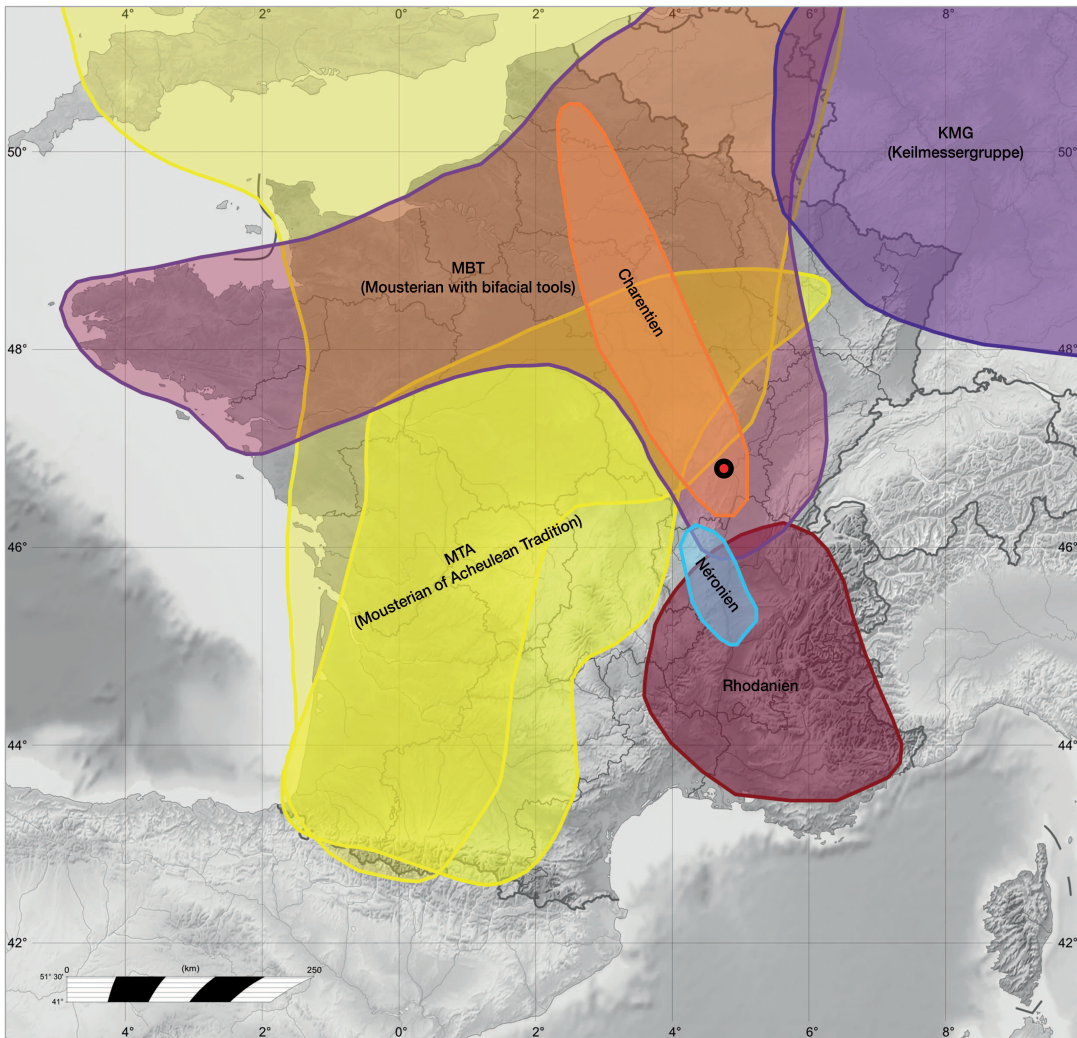 4° 2° 0° 2° 4° 6° 8°
50°
50°
KMG
(Keilmessergruppe)
MBT
(Mousterian with bifacial tools)
Charentien
48°
48°
46°
46°
MTA
(Mousterian of Acheulean Tradition)
Néronien
Rhodanien
44°
44°
42°
42°
0 (km) 250
51° 30'
41°
4° 2° 0° 2° 4° 6° 8°